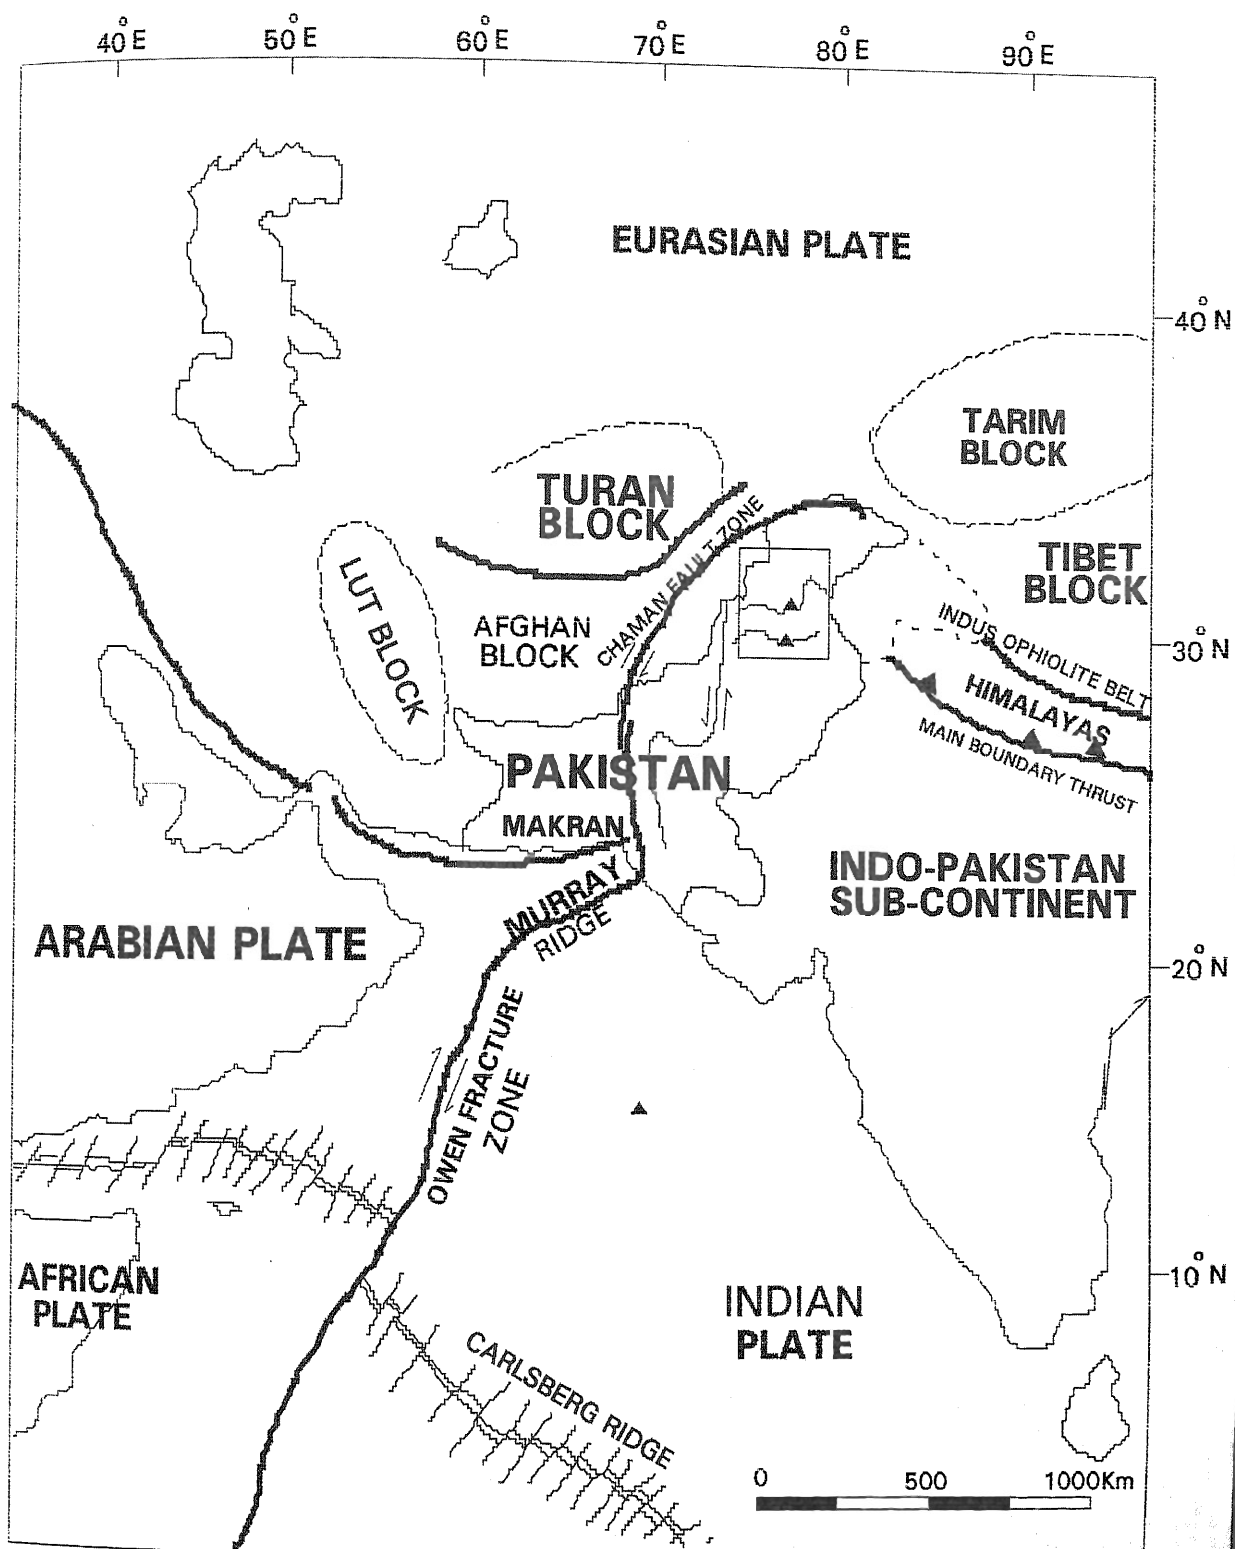 40°E 50°E 60°E 70°E 80°E 90°E
EURASIAN PLATE
40°N
TARIM
BLOCK
TURAN
BLOCK
CHAMAN FAULT ZONE
TIBET
BLOCK
LUT BLOCK
AFGHAN
BLOCK
INDUS OPHIOLITE BELT
30°N
HIMALAYAS
MAIN BOUNDARY THRUST
PAKISTAN
MAKRAN
INDO-PAKISTAN
SUB-CONTINENT
MURRAY
RIDGE
ARABIAN PLATE
20°N
OWEN FRACTURE
ZONE
AFRICAN
PLATE
10°N
INDIAN
PLATE
CARLSBERG RIDGE
0 500 1000Km